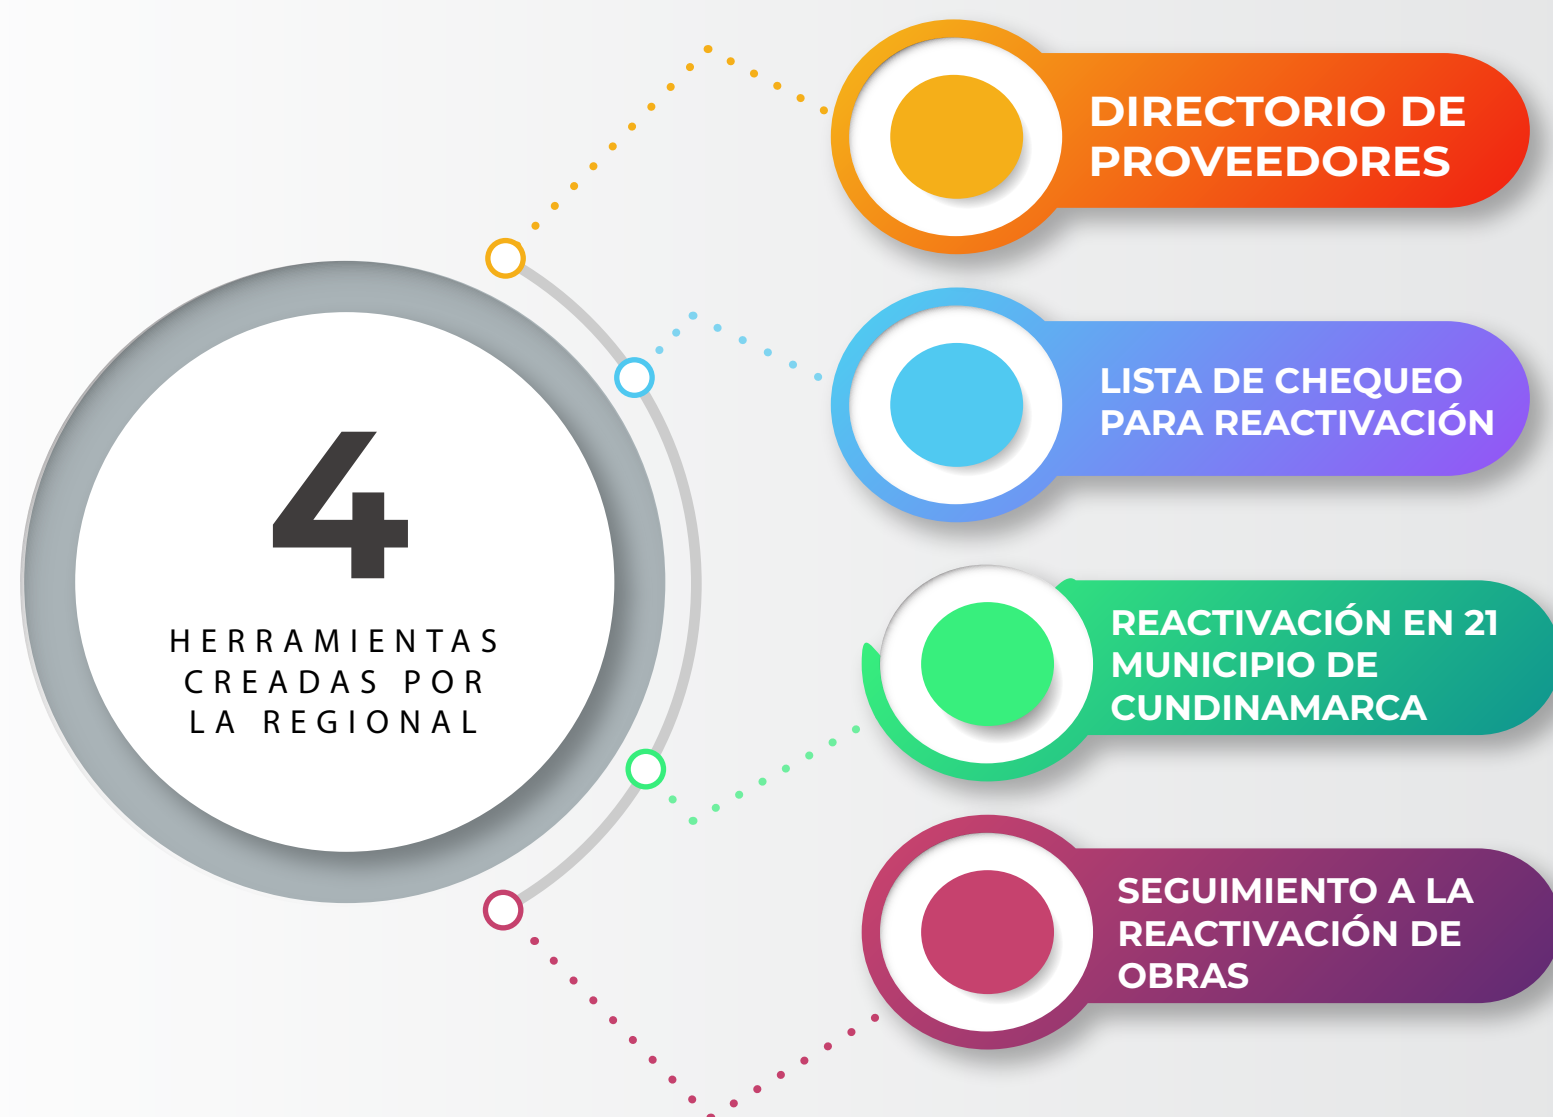 4
HERRAMIENTAS
CREADAS POR
LA REGIONAL
DIRECTORIO DE
PROVEEDORES
LISTA DE CHEQUEO
PARA REACTIVACIÓN
REACTIVACIÓN EN 21
MUNICIPIO DE
CUNDINAMARCA
SEGUIMIENTO A LA
REACTIVACIÓN DE
OBRAS